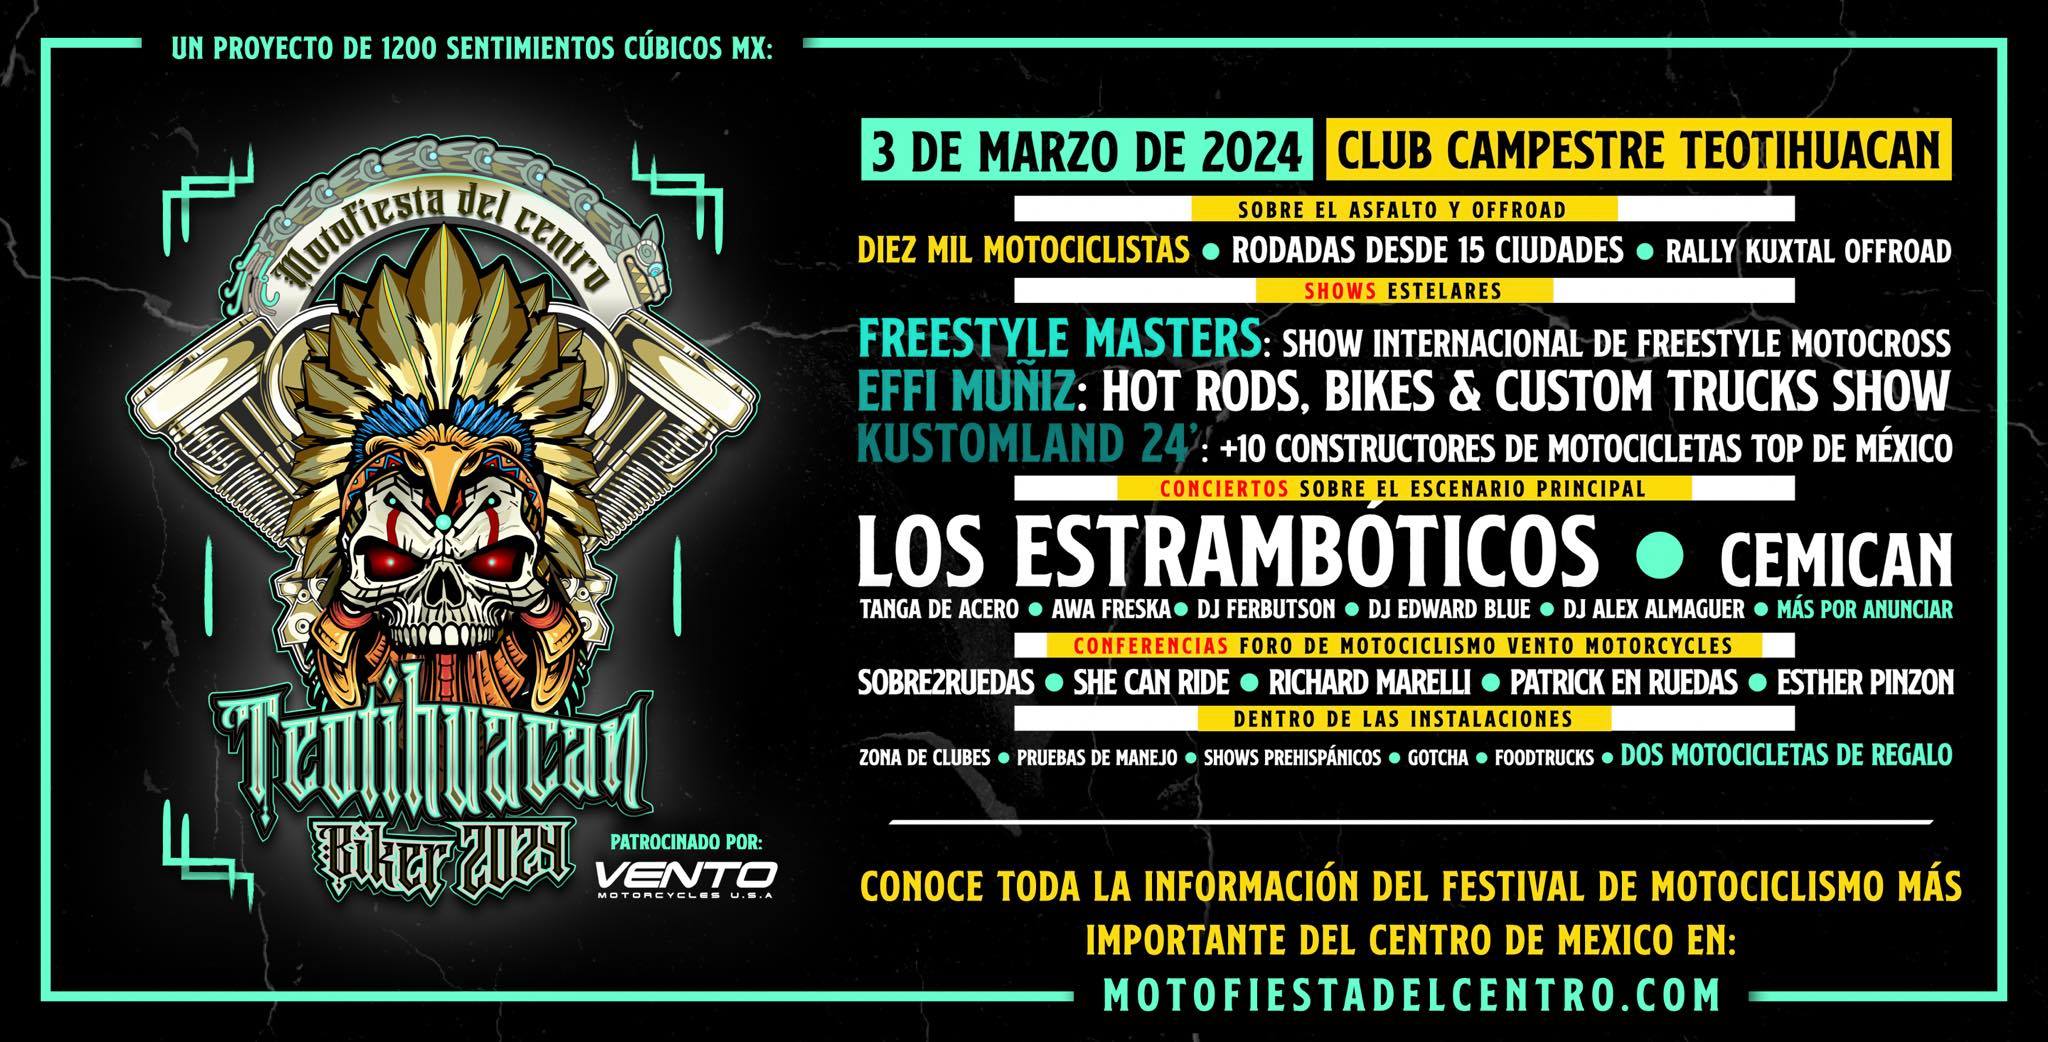 UN PROYECTO DE 1200 SENTIMIENTOS CÚBICOS MX:
Motofiesta del centro
Teotihuacan
Biker 2024
PATROCINADO POR:
VENTO
MOTORCYCLES U.S.A
3 DE MARZO DE 2024 CLUB CAMPESTRE TEOTIHUACAN
SOBRE EL ASFALTO Y OFFROAD
DIEZ MIL MOTOCICLISTAS • RODADAS DESDE 15 CIUDADES • RALLY KUXTAL OFFROAD
SHOWS ESTELARES
FREESTYLE MASTERS: SHOW INTERNACIONAL DE FREESTYLE MOTOCROSS
EFFI MUÑIZ: HOT RODS, BIKES & CUSTOM TRUCKS SHOW
KUSTOMLAND 24': +10 CONSTRUCTORES DE MOTOCICLETAS TOP DE MÉXICO
CONCIERTOS SOBRE EL ESCENARIO PRINCIPAL
LOS ESTRAMBÓTICOS • CEMICAN
TANGA DE ACERO • AWA FRESKA • DJ FERBUTSON • DJ EDWARD BLUE • DJ ALEX ALMAGUER • MÁS POR ANUNCIAR
CONFERENCIAS FORO DE MOTOCICLISMO VENTO MOTORCYCLES
SOBRE2RUEDAS • SHE CAN RIDE • RICHARD MARELLI • PATRICK EN RUEDAS • ESTHER PINZON
DENTRO DE LAS INSTALACIONES
ZONA DE CLUBES • PRUEBAS DE MANEJO • SHOWS PREHISPÁNICOS • GOTCHA • FOODTRUCKS • DOS MOTOCICLETAS DE REGALO
CONOCE TODA LA INFORMACIÓN DEL FESTIVAL DE MOTOCICLISMO MÁS
IMPORTANTE DEL CENTRO DE MEXICO EN:
MOTOFIESTADELCENTRO.COM